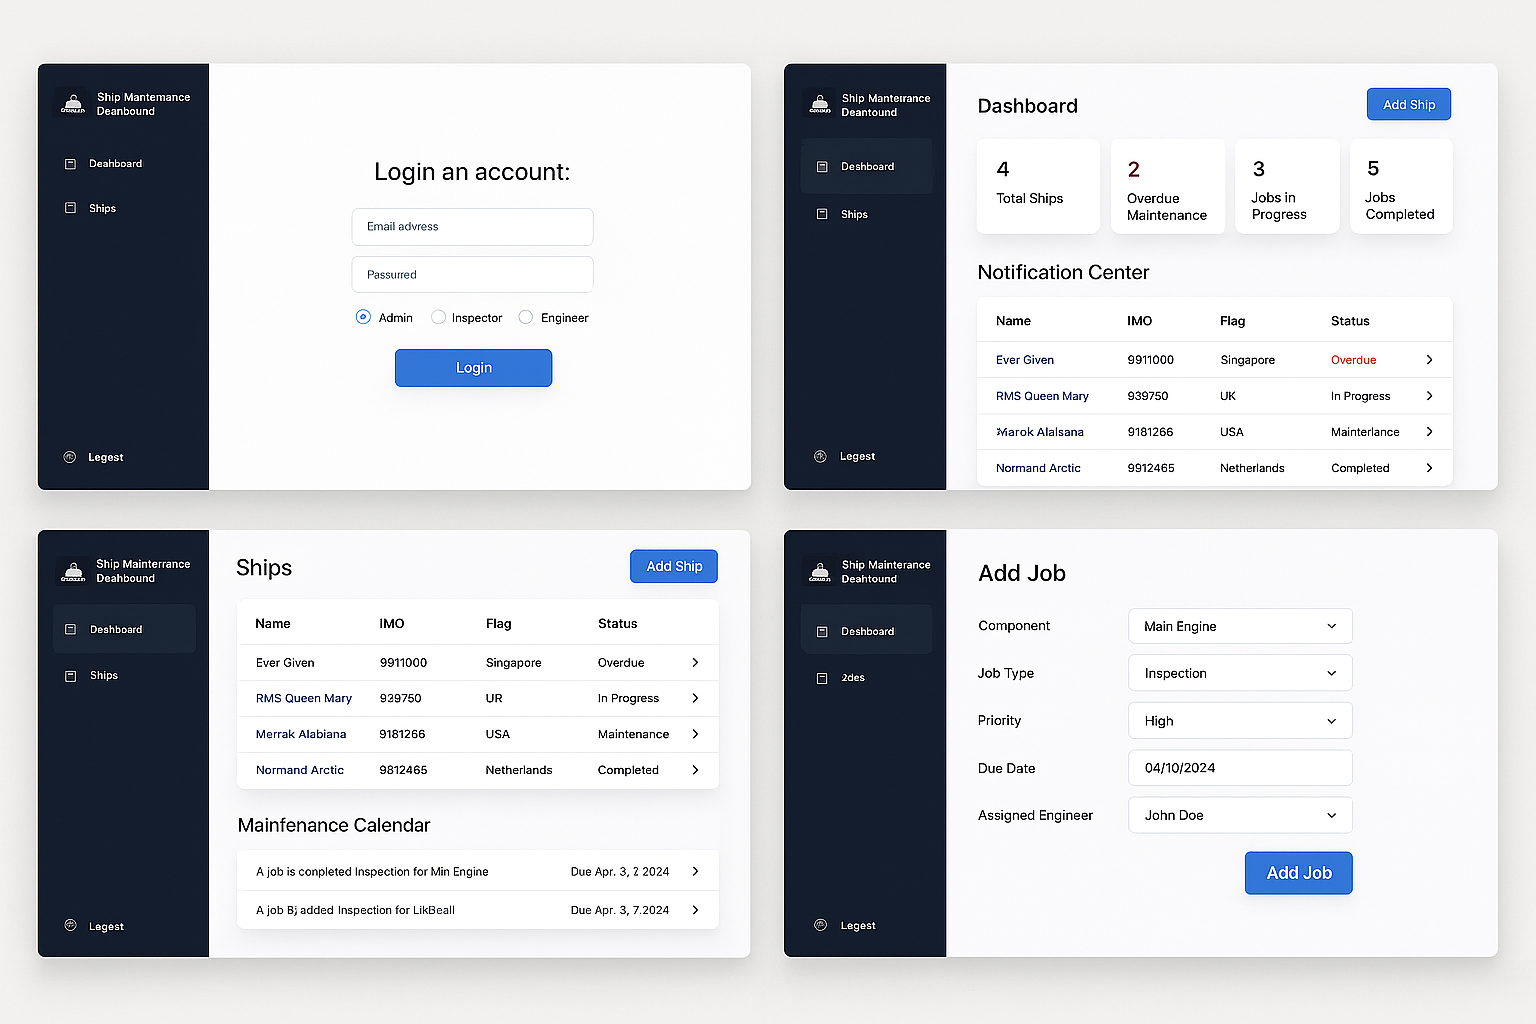 Ship Mantemance
Deanbound
Deahboard
Ships
Legest
Login an account:
Email advress
Passurred
Admin Inspector Engineer
Login
Ship Manterrance
Deantound
Deshboard
Ships
Legest
Dashboard
Add Ship
4
Total Ships
2
Overdue
Maintenance
3
Jobs in
Progress
5
Jobs
Completed
Notification Center
Name IMO Flag Status
Ever Given 9911000 Singapore Overdue
RMS Queen Mary 939750 UK In Progress
Marok Alalsana 9181266 USA Mainterlance
Normand Arctic 9912465 Netherlands Completed
Ship Mainterrance
Deahbound
Deshboard
Ships
Legest
Ships
Add Ship
Name IMO Flag Status
Ever Given 9911000 Singapore Overdue
RMS Queen Mary 939750 UR In Progress
Merrak Alabiana 9181266 USA Maintenance
Normand Arctic 9812465 Netherlands Completed
Mainfenance Calendar
A job is conpleted Inspection for Min Engine Due Apr. 3, 2 2024
A job Bj added Inspection for LikBeall Due Apr. 3, 7.2024
Ship Mainterance
Deahtound
Deshboard
2des
Legest
Add Job
Component Main Engine
Job Type Inspection
Priority High
Due Date 04/10/2024
Assigned Engineer John Doe
Add Job